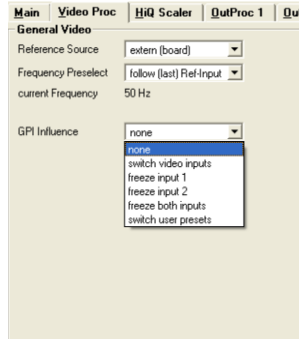 Main Video Proc HiQ Scaler OutProc 1
General Video
Reference Source extern (board)
Frequency Preselect follow (last) Ref-Input
current Frequency 50 Hz
GPI Influence none
none
switch video inputs
freeze input 1
freeze input 2
freeze both inputs
switch user presets